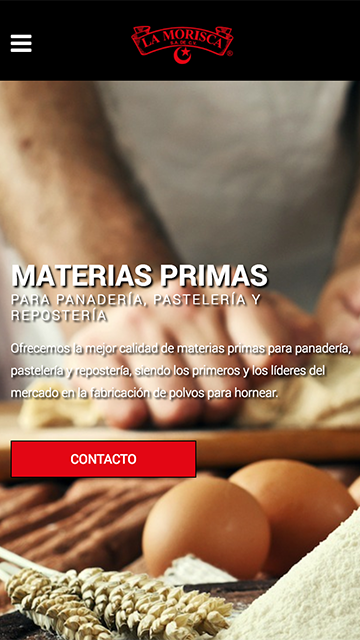 LA MORISCA
S.A. DE C.V.
MATERIAS PRIMAS
PARA PANADERÍA, PASTELERÍA Y
REPOSTERÍA
Ofrecemos la mejor calidad de materias primas para panadería,
pastelería y repostería, siendo los primeros y los líderes del
mercado en la fabricación de polvos para hornear.
CONTACTO